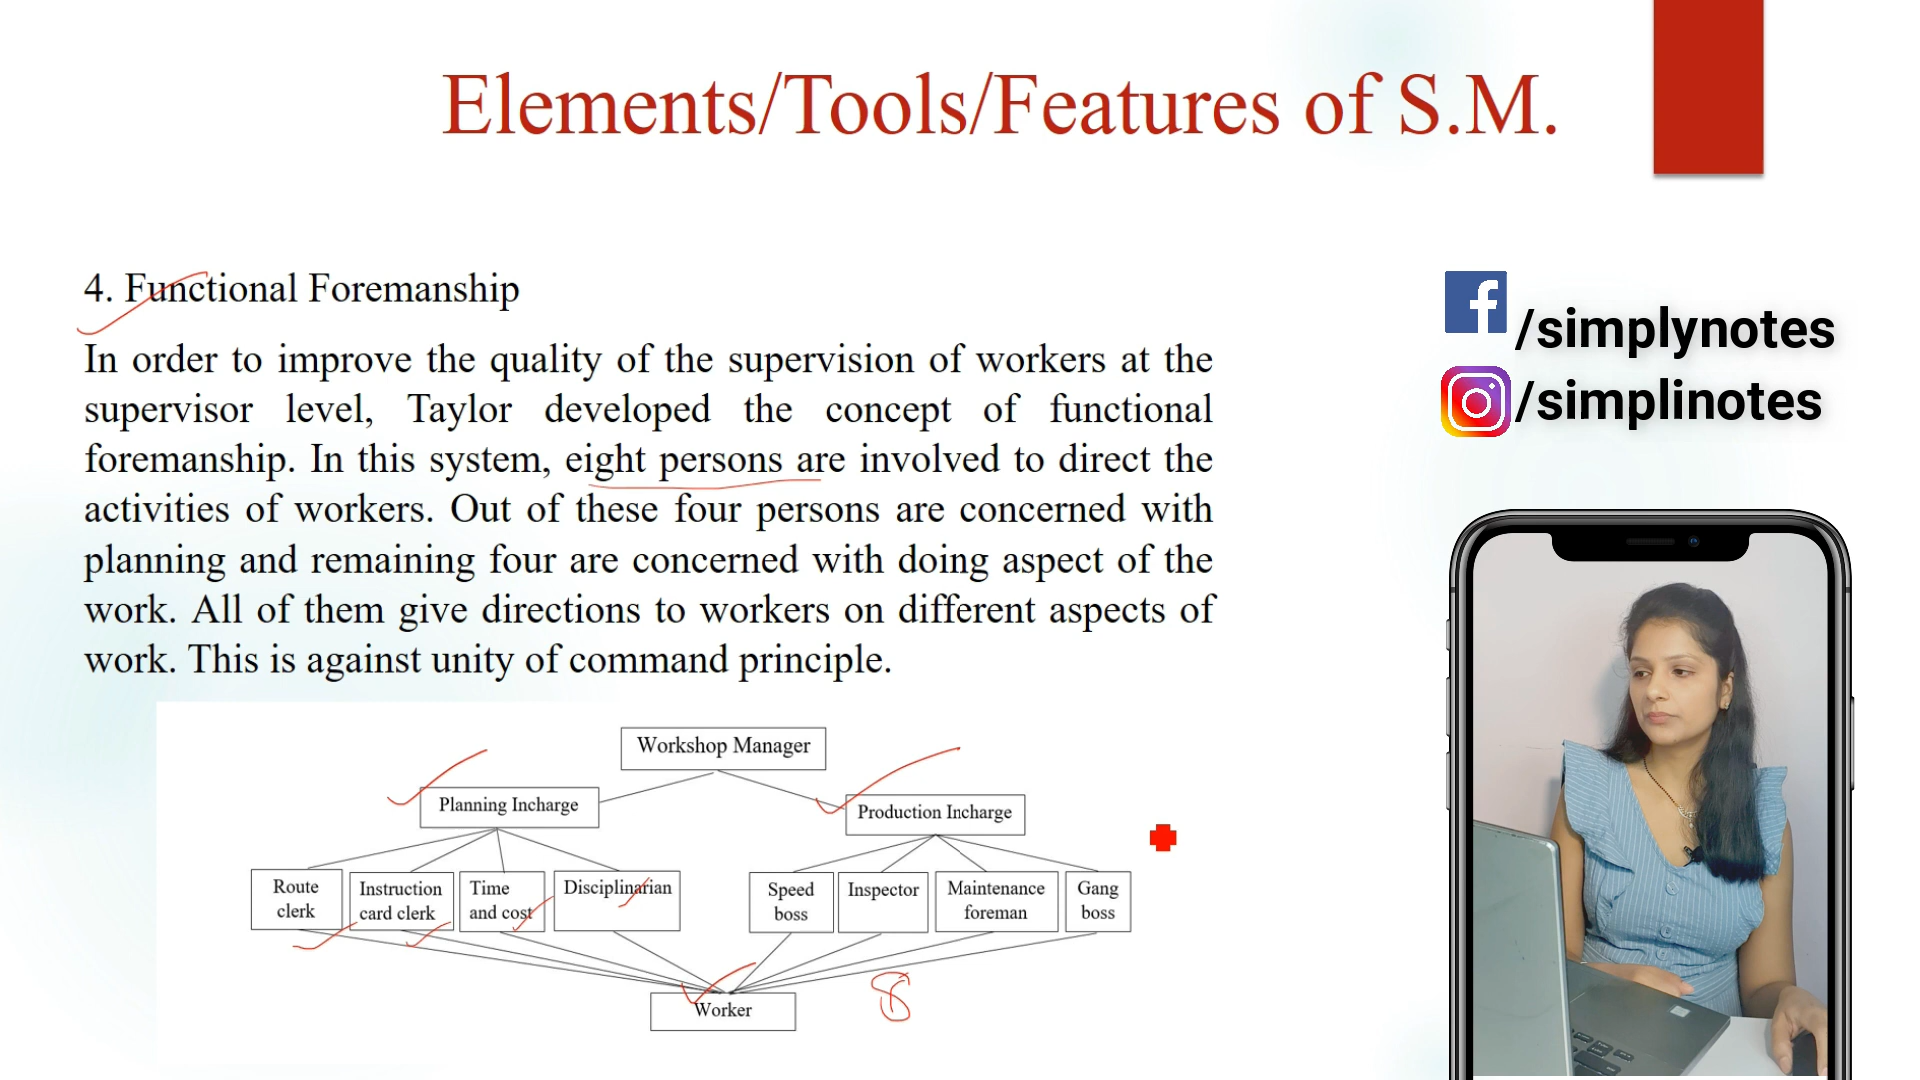 Elements/Tools/Features of S.M.
4. Functional Foremanship
In order to improve the quality of the supervision of workers at the
supervisor level, Taylor developed the concept of functional
foremanship. In this system, eight persons are involved to direct the
activities of workers. Out of these four persons are concerned with
planning and remaining four are concerned with doing aspect of the
work. All of them give directions to workers on different aspects of
work. This is against unity of command principle.
/simplynotes
/simplinotes
Workshop Manager
Planning Incharge
Production Incharge
Route
clerk
Instruction
card clerk
Time
and cost
Disciplinarian
Speed
boss
Inspector
Maintenance
foreman
Gang
boss
Worker
8